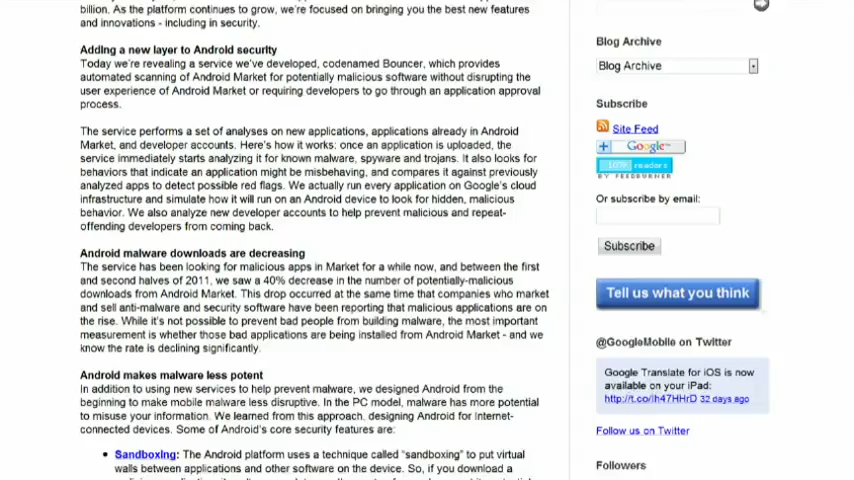 billion. As the platform continues to grow, we're focused on bringing you the best new features
and innovations - including in security.
Adding a new layer to Android security
Today we're revealing a service we've developed, codenamed Bouncer, which provides
automated scanning of Android Market for potentially malicious software without disrupting the
user experience of Android Market or requiring developers to go through an application approval
process.
The service performs a set of analyses on new applications, applications already in Android
Market, and developer accounts. Here's how it works: once an application is uploaded, the
service immediately starts analyzing it for known malware, spyware and trojans. It also looks for
behaviors that indicate an application might be misbehaving, and compares it against previously
analyzed apps to detect possible red flags. We actually run every application on Google's cloud
infrastructure and simulate how it will run on an Android device to look for hidden, malicious
behavior. We also analyze new developer accounts to help prevent malicious and repeat-
offending developers from coming back.
Android malware downloads are decreasing
The service has been looking for malicious apps in Market for a while now, and between the first
and second halves of 2011, we saw a 40% decrease in the number of potentially-malicious
downloads from Android Market. This drop occurred at the same time that companies who market
and sell anti-malware and security software have been reporting that malicious applications are on
the rise. While it's not possible to prevent bad people from building malware, the most important
measurement is whether those bad applications are being installed from Android Market - and we
know the rate is declining significantly.
Android makes malware less potent
In addition to using new services to help prevent malware, we designed Android from the
beginning to make mobile malware less disruptive. In the PC model, malware has more potential
to misuse your information. We learned from this approach, designing Android for Internet-
connected devices. Some of Android's core security features are:
• Sandboxing: The Android platform uses a technique called "sandboxing" to put virtual
walls between applications and other software on the device. So, if you download a
Blog Archive
Blog Archive
Subscribe
Site Feed
+ Google™
readers
BY FEEDBURNER
Or subscribe by email:
Subscribe
Tell us what you think
@GoogleMobile on Twitter
Google Translate for iOS is now
available on your iPad:
http://t.co/lh47HHrD 32 days ago
Follow us on Twitter
Followers